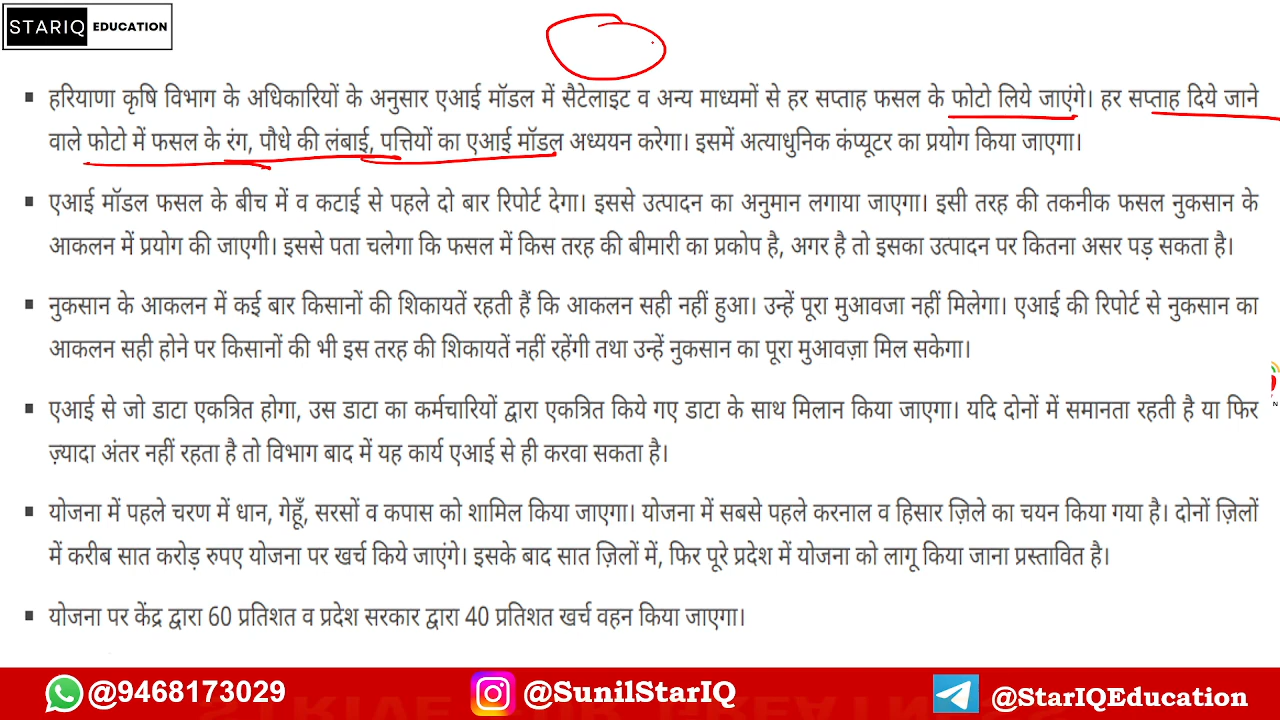 STARIQ EDUCATION
▪ हरियाणा कृषि विभाग के अधिकारियों के अनुसार एआई मॉडल में सैटेलाइट व अन्य माध्यमों से हर सप्ताह फसल के फोटो लिये जाएंगे। हर सप्ताह दिये जाने
वाले फोटो में फसल के रंग, पौधे की लंबाई, पत्तियों का एआई मॉडल अध्ययन करेगा। इसमें अत्याधुनिक कंप्यूटर का प्रयोग किया जाएगा।
▪ एआई मॉडल फसल के बीच में व कटाई से पहले दो बार रिपोर्ट देगा। इससे उत्पादन का अनुमान लगाया जाएगा। इसी तरह की तकनीक फसल नुकसान के
आकलन में प्रयोग की जाएगी। इससे पता चलेगा कि फसल में किस तरह की बीमारी का प्रकोप है, अगर है तो इसका उत्पादन पर कितना असर पड़ सकता है।
▪ नुकसान के आकलन में कई बार किसानों की शिकायतें रहती हैं कि आकलन सही नहीं हुआ। उन्हें पूरा मुआवजा नहीं मिलेगा। एआई की रिपोर्ट से नुकसान का
आकलन सही होने पर किसानों की भी इस तरह की शिकायतें नहीं रहेंगी तथा उन्हें नुकसान का पूरा मुआवज़ा मिल सकेगा।
▪ एआई से जो डाटा एकत्रित होगा, उस डाटा का कर्मचारियों द्वारा एकत्रित किये गए डाटा के साथ मिलान किया जाएगा। यदि दोनों में समानता रहती है या फिर
ज़्यादा अंतर नहीं रहता है तो विभाग बाद में यह कार्य एआई से ही करवा सकता है।
▪ योजना में पहले चरण में धान, गेहूँ, सरसों व कपास को शामिल किया जाएगा। योजना में सबसे पहले करनाल व हिसार ज़िले का चयन किया गया है। दोनों ज़िलों
में करीब सात करोड़ रुपए योजना पर खर्च किये जाएंगे। इसके बाद सात ज़िलों में, फिर पूरे प्रदेश में योजना को लागू किया जाना प्रस्तावित है।
▪ योजना पर केंद्र द्वारा 60 प्रतिशत व प्रदेश सरकार द्वारा 40 प्रतिशत खर्च वहन किया जाएगा।
@9468173029 @SunilStarIQ @StarIQEducation